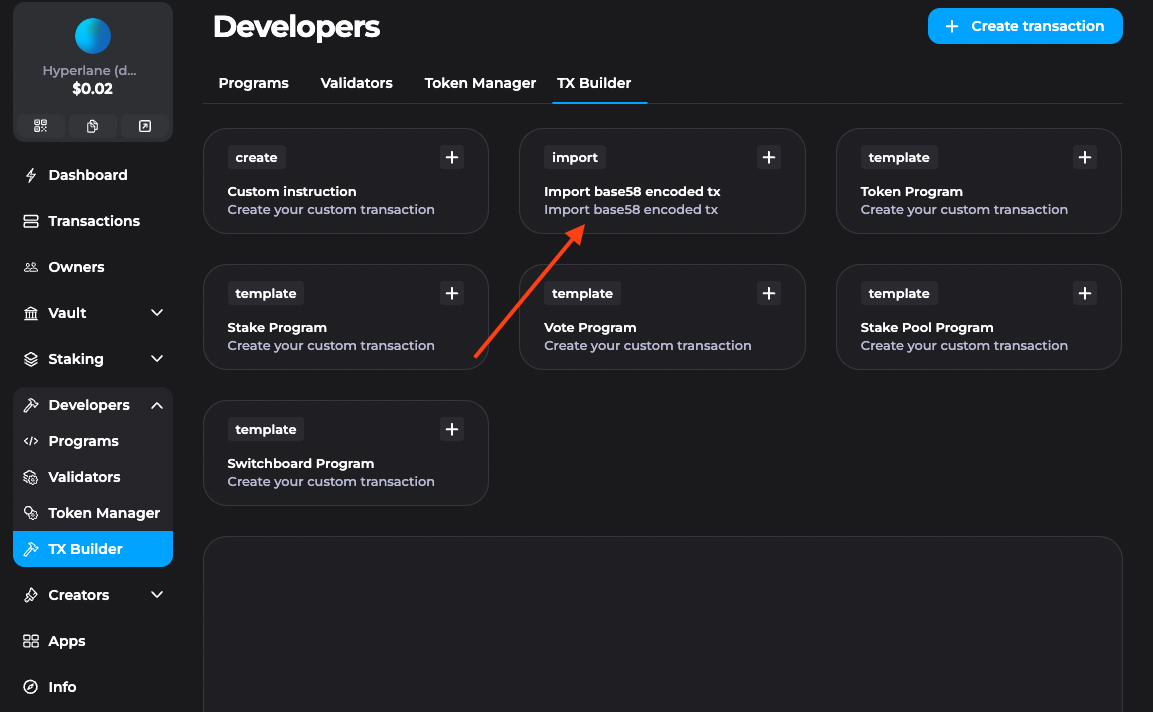 Hyperlane (d...
$0.02
Dashboard
Transactions
Owners
Vault
Staking
Developers
Programs
Validators
Token Manager
TX Builder
Creators
Apps
Info
Developers
Create transaction
Programs
Validators
Token Manager
TX Builder
create
Custom instruction
Create your custom transaction
import
Import base58 encoded tx
Import base58 encoded tx
template
Token Program
Create your custom transaction
template
Stake Program
Create your custom transaction
template
Vote Program
Create your custom transaction
template
Stake Pool Program
Create your custom transaction
template
Switchboard Program
Create your custom transaction